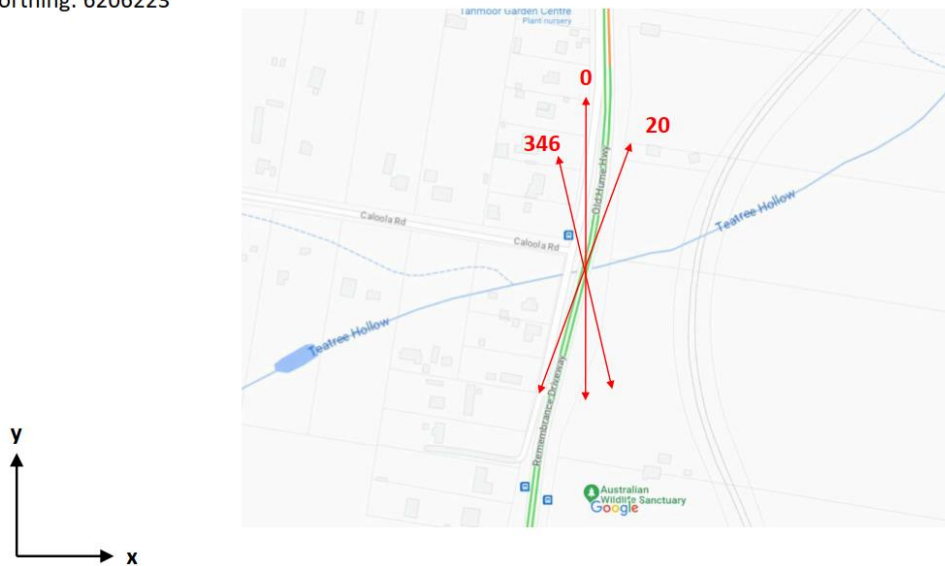 orthing: 6206223
Tanmoor Garden Centre
Plant nursery
0
20
346
Old Hume Hwy
Teatree Hollow
Caloola Rd
Caloola Rd
Teatree Hollow
Remembrance Driveway
y
x
Australian
Wildlife Sanctuary
Google